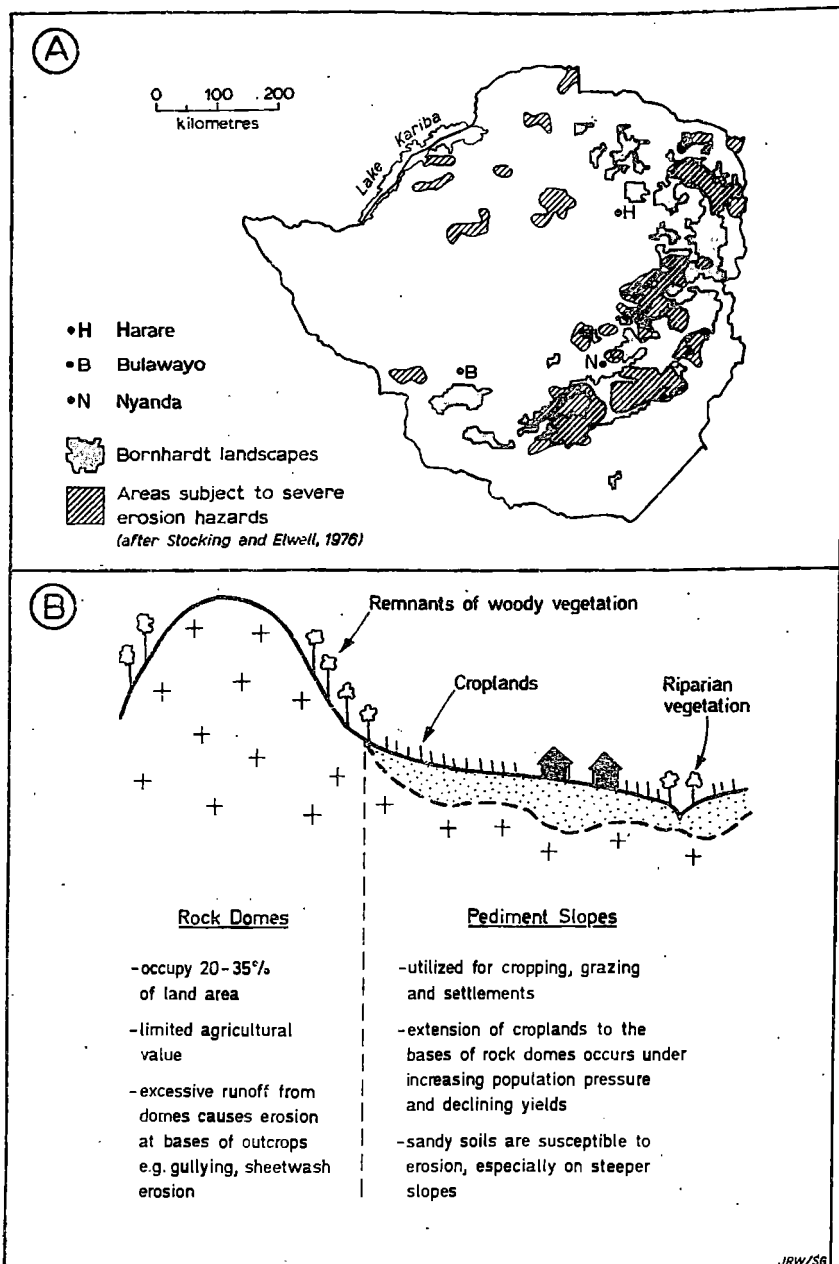 A
0 100 200
kilometres
Lake Kariba
•H
•B
N•
•H Harare
•B Bulawayo
•N Nyanda
Bornhardt landscapes
Areas subject to severe
erosion hazards
(after Stocking and Elwell, 1976)
B
Remnants of woody vegetation
Croplands
Riparian
vegetation
Rock Domes
-occupy 20-35%
of land area
-limited agricultural
value
-excessive runoff from
domes causes erosion
at bases of outcrops
e.g. gullying, sheetwash
erosion
Pediment Slopes
-utilized for cropping, grazing
and settlements
-extension of croplands to the
bases of rock domes occurs under
increasing population pressure
and declining yields
-sandy soils are susceptible to
erosion, especially on steeper
slopes
JRW/SG